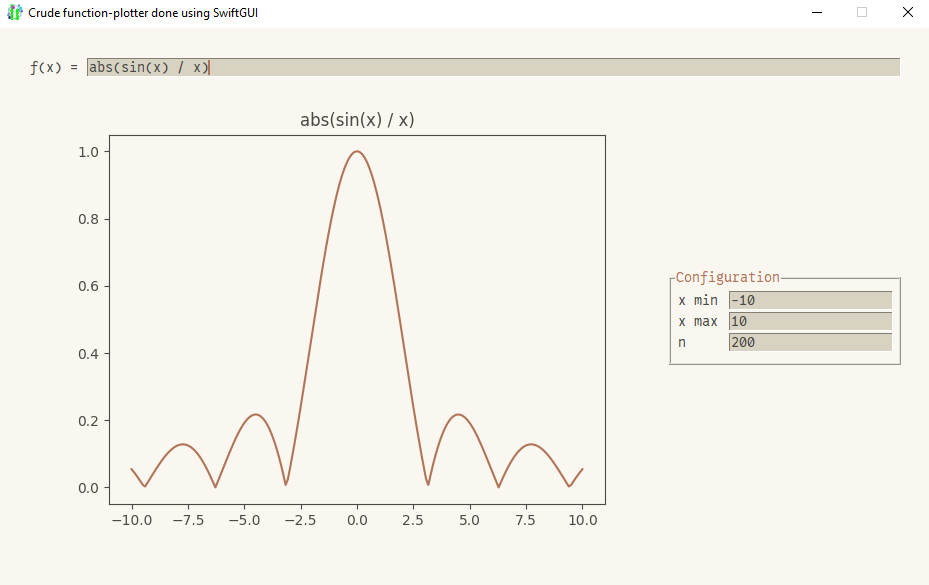 Crude function-plotter done using SwiftGUI
f(x) = abs(sin(x) / x)
abs(sin(x) / x)
1.0
0.8
0.6
0.4
0.2
0.0
−10.0 −7.5 −5.0 −2.5 0.0 2.5 5.0 7.5 10.0
Configuration
x min -10
x max 10
n 200